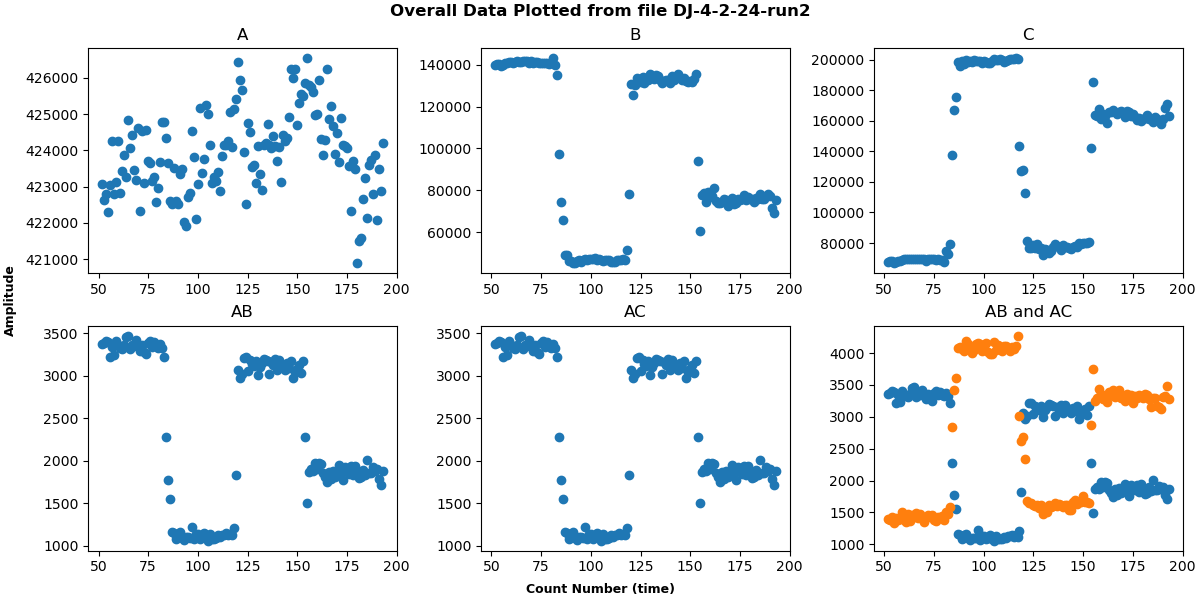 Overall Data Plotted from file DJ-4-2-24-run2
A
B
C
426000
425000
424000
423000
422000
421000
50 75 100 125 150 175 200
140000
120000
100000
80000
60000
50 75 100 125 150 175 200
200000
180000
160000
140000
120000
100000
80000
50 75 100 125 150 175 200
Amplitude
AB
AC
AB and AC
3500
3000
2500
2000
1500
1000
50 75 100 125 150 175 200
3500
3000
2500
2000
1500
1000
50 75 100 125 150 175 200
4000
3500
3000
2500
2000
1500
1000
50 75 100 125 150 175 200
Count Number (time)